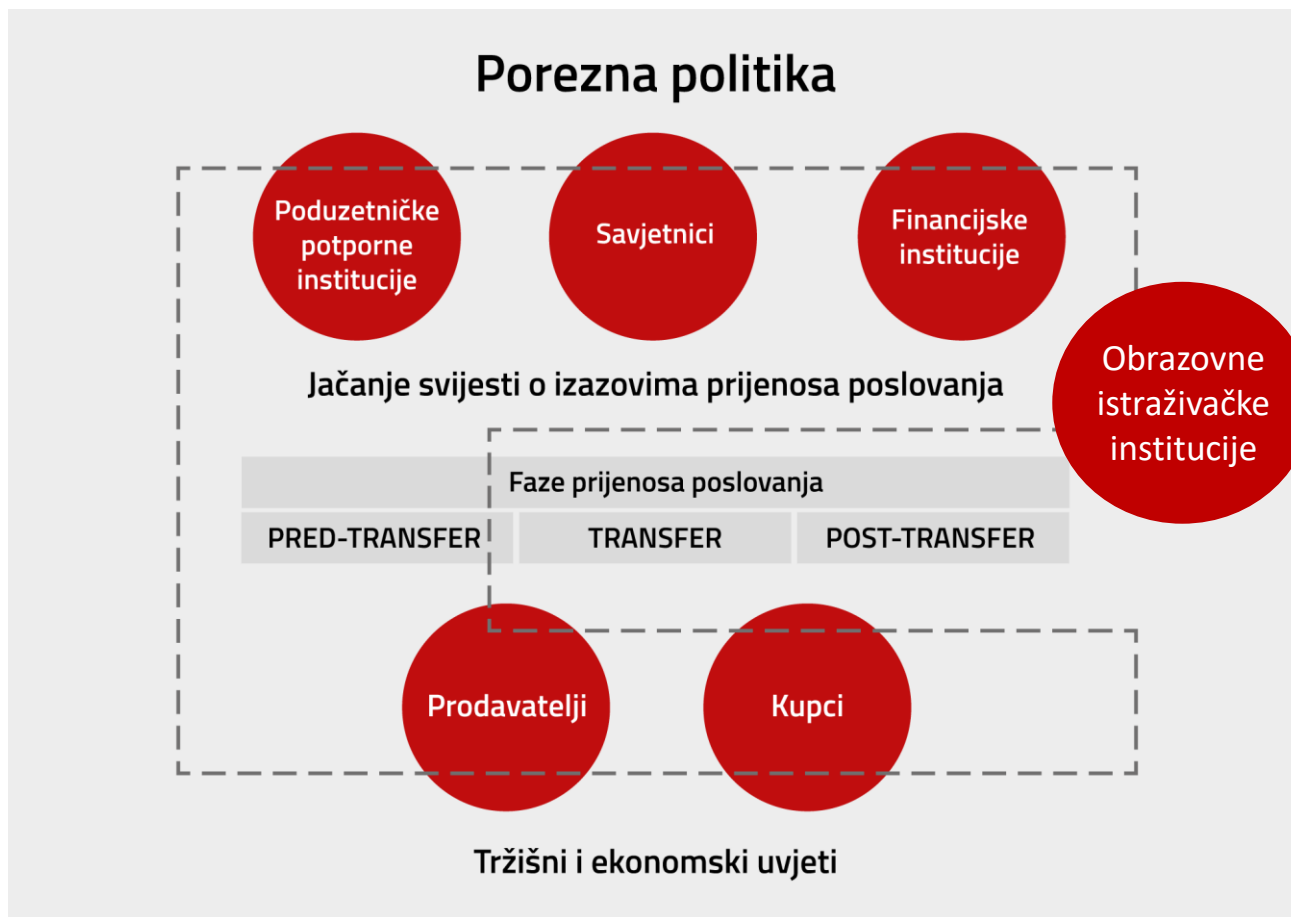 Porezna politika
Poduzetničke
potporne
institucije
Savjetnici
Financijske
institucije
Obrazovne
istraživačke
institucije
Jačanje svijesti o izazovima prijenosa poslovanja
Faze prijenosa poslovanja
PRED-TRANSFER
TRANSFER
POST-TRANSFER
Prodavatelji
Kupci
Tržišni i ekonomski uvjeti